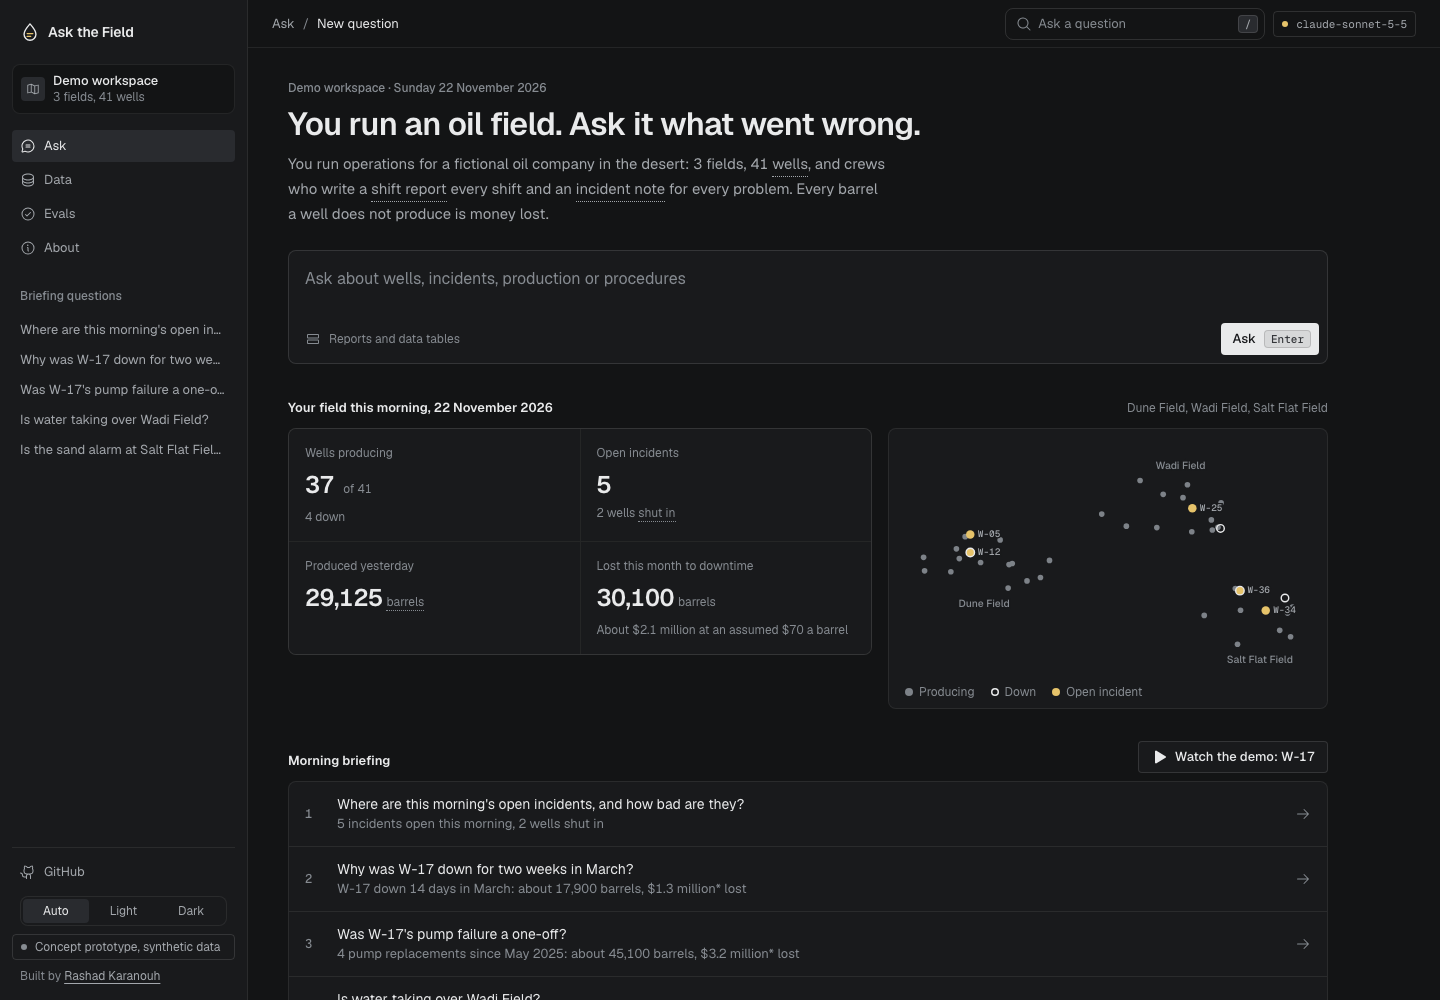 Ask the Field
Demo workspace
3 fields, 41 wells
Ask
Data
Evals
About
Briefing questions
Where are this morning's open in...
Why was W-17 down for two we...
Was W-17's pump failure a one-o...
Is water taking over Wadi Field?
Is the sand alarm at Salt Flat Fiel...
GitHub
Auto Light Dark
Concept prototype, synthetic data
Built by Rashad Karanouh
Ask / New question
Ask a question /
claude-sonnet-5-5
Demo workspace · Sunday 22 November 2026
You run an oil field. Ask it what went wrong.
You run operations for a fictional oil company in the desert: 3 fields, 41 wells, and crews
who write a shift report every shift and an incident note for every problem. Every barrel
a well does not produce is money lost.
Ask about wells, incidents, production or procedures
Reports and data tables
Ask Enter
Your field this morning, 22 November 2026
Dune Field, Wadi Field, Salt Flat Field
Wells producing
37 of 41
4 down
Open incidents
5
2 wells shut in
Produced yesterday
29,125 barrels
Lost this month to downtime
30,100 barrels
About $2.1 million at an assumed $70 a barrel
Wadi Field
W-25
W-05
W-12
Dune Field
W-36
W-34
Salt Flat Field
Producing Down Open incident
Morning briefing
Watch the demo: W-17
1
Where are this morning's open incidents, and how bad are they?
5 incidents open this morning, 2 wells shut in
2
Why was W-17 down for two weeks in March?
W-17 down 14 days in March: about 17,900 barrels, $1.3 million* lost
3
Was W-17's pump failure a one-off?
4 pump replacements since May 2025: about 45,100 barrels, $3.2 million* lost
Is water taking over Wadi Field?